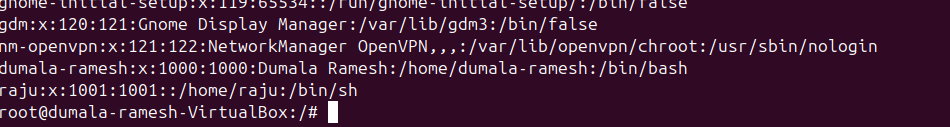 gnome-initial-setup:x:119:65534::/run/gnome-initial-setup/:/bin/false
gdm:x:120:121:Gnome Display Manager:/var/lib/gdm3:/bin/false
nm-openvpn:x:121:122:NetworkManager OpenVPN,,,:/var/lib/openvpn/chroot:/usr/sbin/nologin
dumala-ramesh:x:1000:1000:Dumala Ramesh:/home/dumala-ramesh:/bin/bash
raju:x:1001:1001::/home/raju:/bin/sh
root@dumala-ramesh-VirtualBox:/#